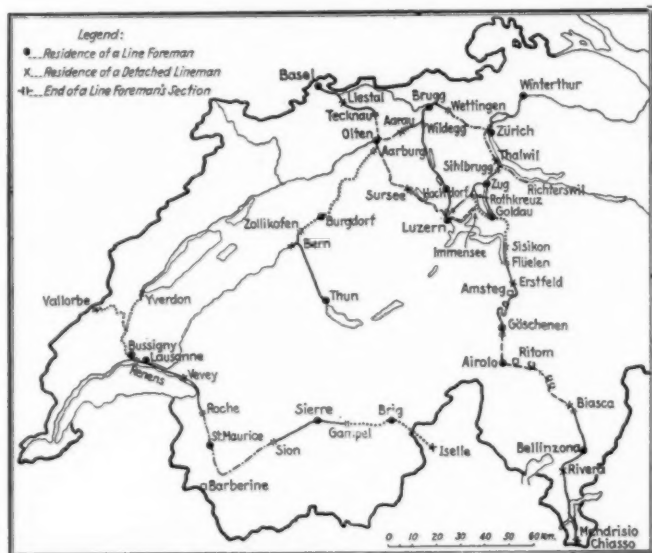 Legend:
Residence of a Line Foreman
Residence of a Detached Lineman
End of a Line Foreman's Section
Basel
Liestal
Tecknau
Olten
Aarburg
Aarau
Brugg
Wildegg
Wettingen
Winterthur
Zürich
Thalwil
Sihlbrugg
Richterswil
Zug
Rothkreuz
Goldau
Sursee
Hochdorf
Luzern
Immensee
Zollikofen
Burgdorf
Bern
Thun
Sisikon
Flüelen
Erstfeld
Amsteg
Göschenen
Vallorbe
Yverdon
Bussigny
Lausanne
Renens
Vevey
Airolo
Ritom
Roche
St.Maurice
Sierre
Gampel
Brig
Biasca
Sion
Iselle
Bellinzona
Rivera
Barberine
Mendrisio
Chiasso
0 10 20 30 40 50 60 km.